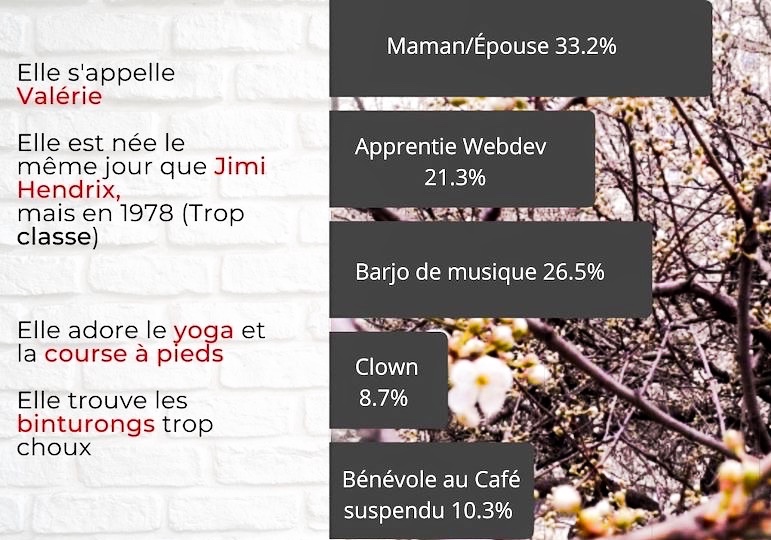 Elle s'appelle
Valérie
Elle est née le
même jour que Jimi
Hendrix,
mais en 1978 (Trop
classe)
Elle adore le yoga et
la course à pieds
Elle trouve les
binturongs trop
choux
Maman/Épouse 33.2%
Apprentie Webdev
21.3%
Barjo de musique 26.5%
Clown
8.7%
Bénévole au Café
suspendu 10.3%